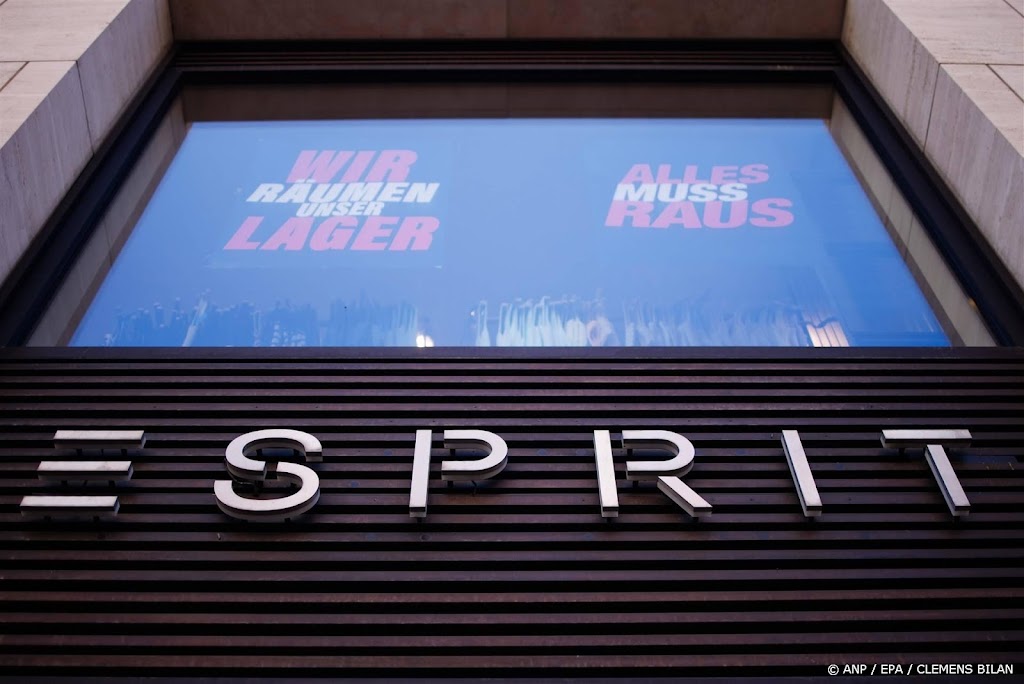 WIR
RÄUMEN
UNSER
LAGER
ALLES
MUSS
RAUS
ESPRIT
© ANP / EPA / CLEMENS BILAN